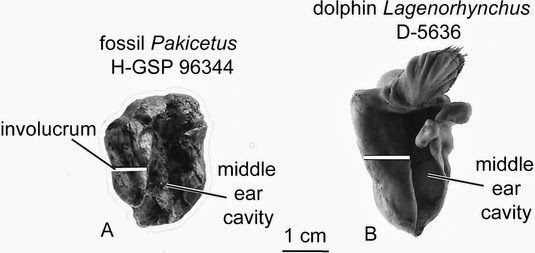 fossil Pakicetus
H-GSP 96344
involucrum
middle
ear
cavity
A
1 cm
dolphin Lagenorhynchus
D-5636
middle
ear
cavity
B